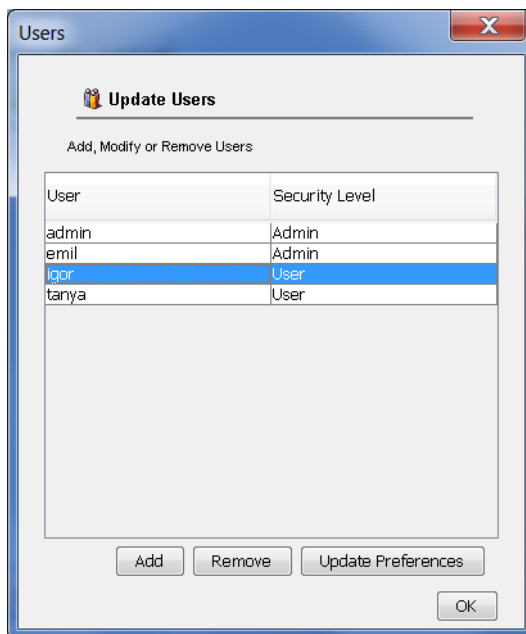 Users
X
Update Users
Add, Modify or Remove Users
User Security Level
admin Admin
emil Admin
igor User
tanya User
Add Remove Update Preferences
OK